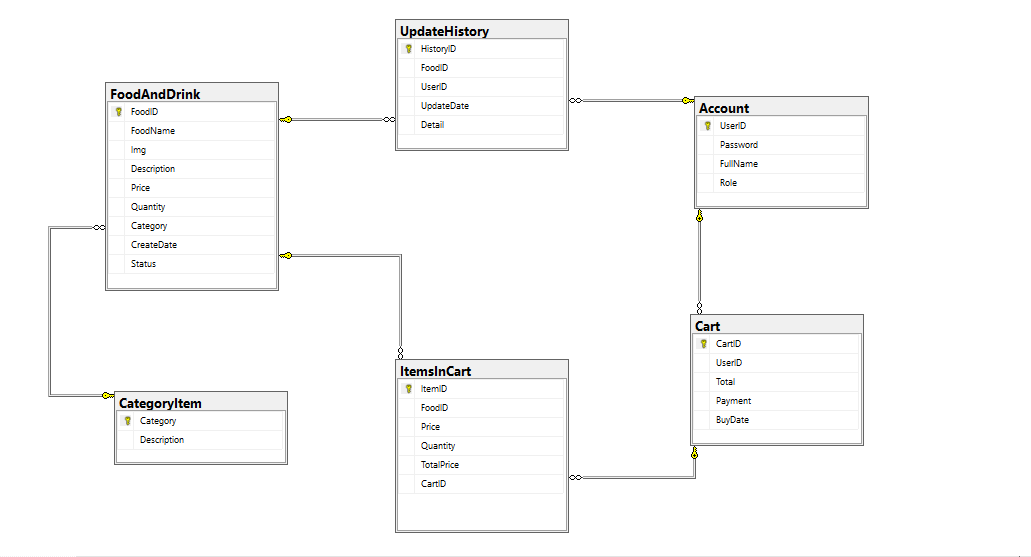 UpdateHistory
HistoryID
FoodID
UserID
UpdateDate
Detail
FoodAndDrink
FoodID
FoodName
Img
Description
Price
Quantity
Category
CreateDate
Status
Account
UserID
Password
FullName
Role
Cart
CartID
UserID
Total
Payment
BuyDate
ItemsInCart
ItemID
FoodID
Price
Quantity
TotalPrice
CartID
CategoryItem
Category
Description